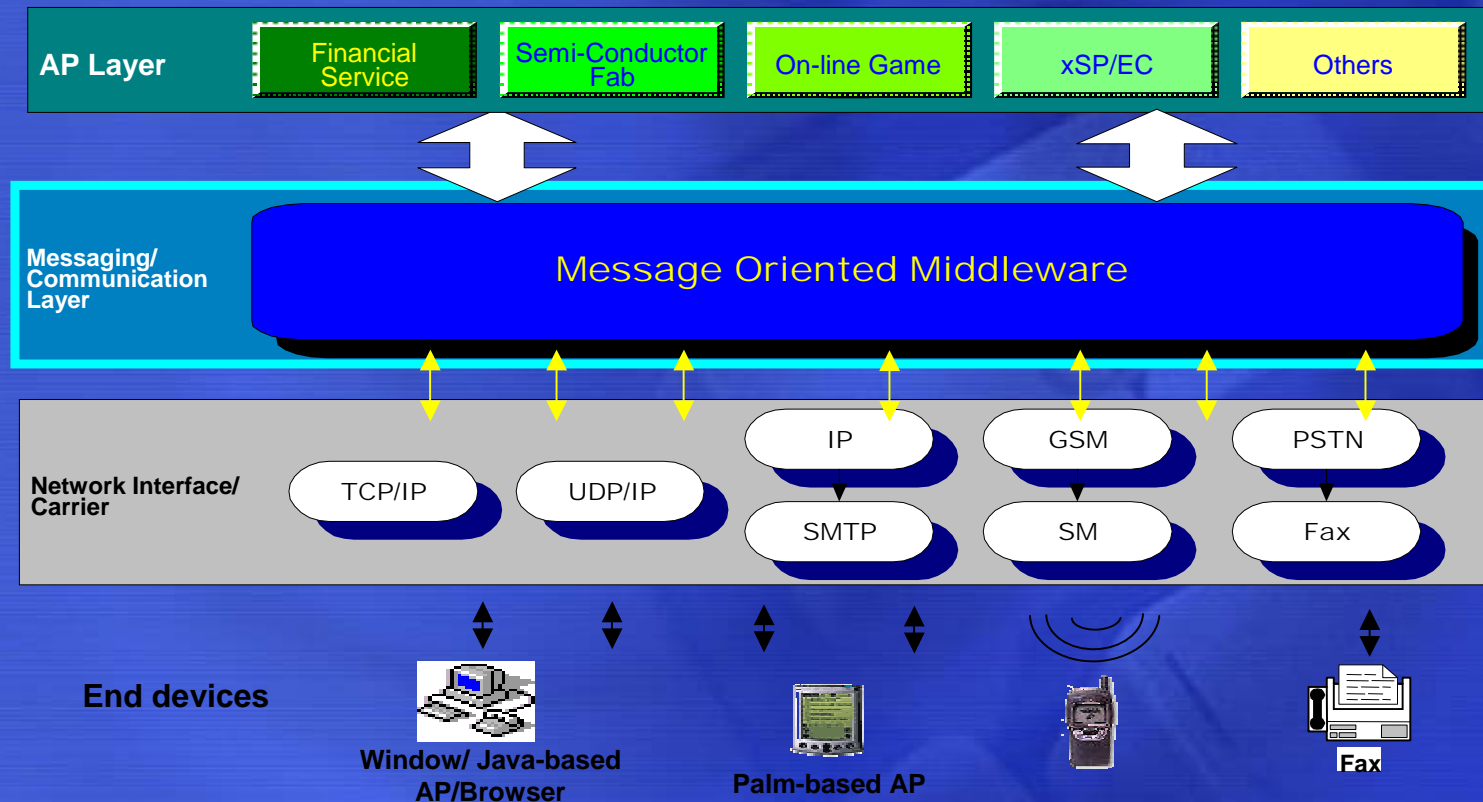 AP Layer
Financial
Service
Semi-Conductor
Fab
On-line Game
xSP/EC
Others
Messaging/
Communication
Layer
Message Oriented Middleware
Network Interface/
Carrier
TCP/IP
UDP/IP
IP
SMTP
GSM
SM
PSTN
Fax
End devices
Window/ Java-based
AP/Browser
Palm-based AP
Fax